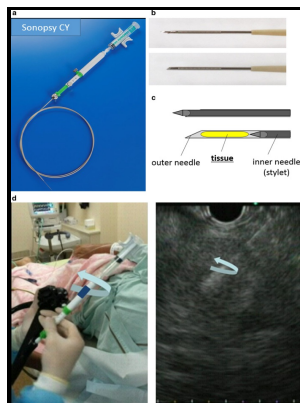 a
Sonopsy CY
b
c
outer needle
tissue
inner needle
(stylet)
d